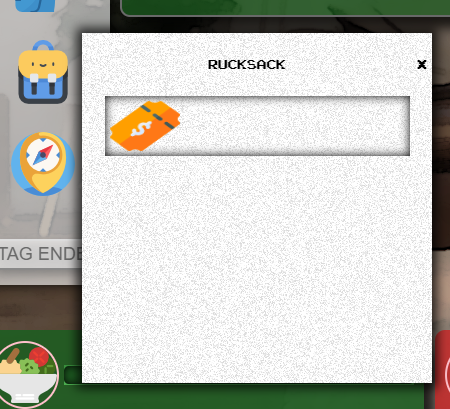 RUCKSACK x
$
TAG ENDE